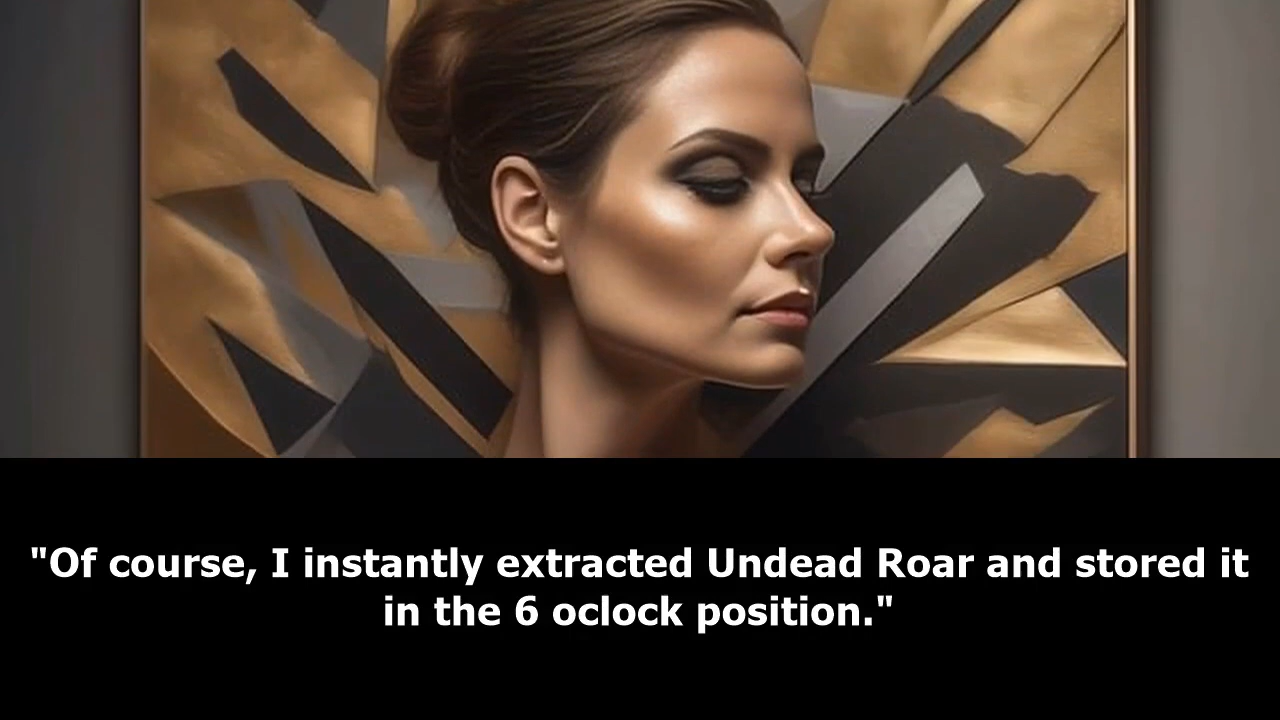 "Of course, I instantly extracted Undead Roar and stored it
in the 6 oclock position."